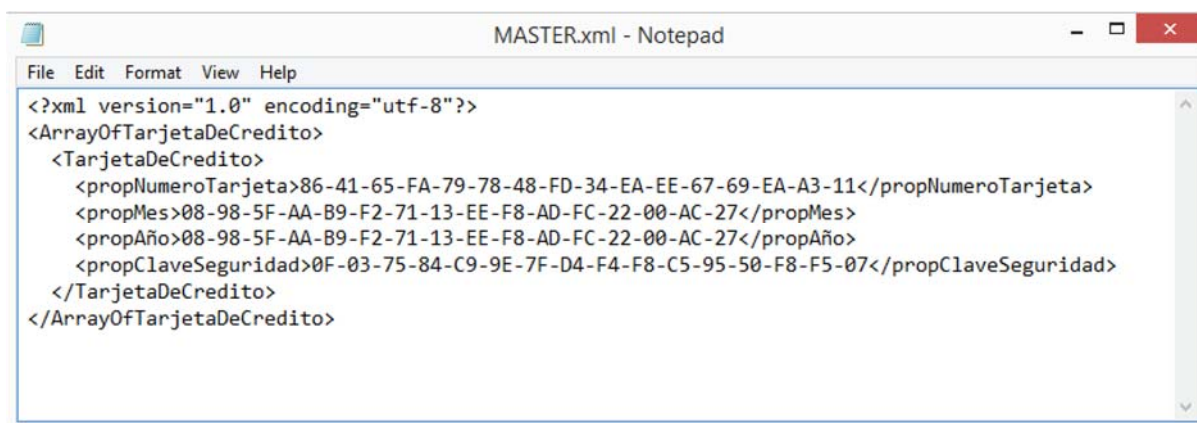 MASTER.xml - Notepad
File Edit Format View Help
<?xml version="1.0" encoding="utf-8"?>
<ArrayOfTarjetaDeCredito>
<TarjetaDeCredito>
<propNumeroTarjeta>86-41-65-FA-79-78-48-FD-34-EA-EE-67-69-EA-A3-11</propNumeroTarjeta>
<propMes>08-98-5F-AA-B9-F2-71-13-EE-F8-AD-FC-22-00-AC-27</propMes>
<propAño>08-98-5F-AA-B9-F2-71-13-EE-F8-AD-FC-22-00-AC-27</propAño>
<propClaveSeguridad>0F-03-75-84-C9-9E-7F-D4-F4-F8-C5-95-50-F8-F5-07</propClaveSeguridad>
</TarjetaDeCredito>
</ArrayOfTarjetaDeCredito>